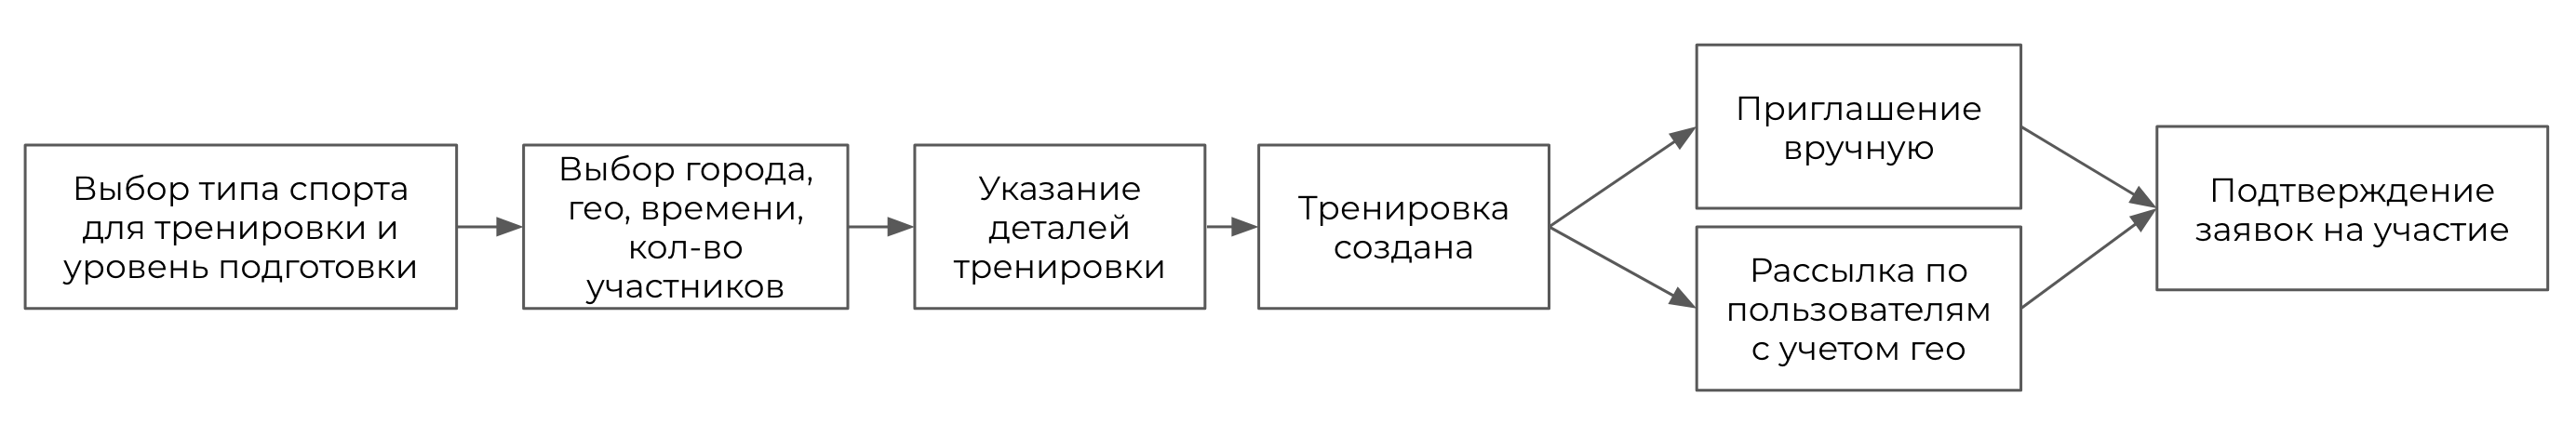 Выбор типа спорта
для тренировки и
уровень подготовки
Выбор города,
гео, времени,
кол-во
участников
Указание
деталей
тренировки
Тренировка
создана
Приглашение
вручную
Рассылка по
пользователям
с учетом гео
Подтверждение
заявок на участие